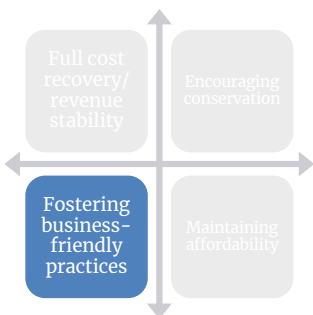 Full cost
recovery/
revenue
stability
Encouraging
conservation
Fostering
business-
friendly
practices
Maintaining
affordability